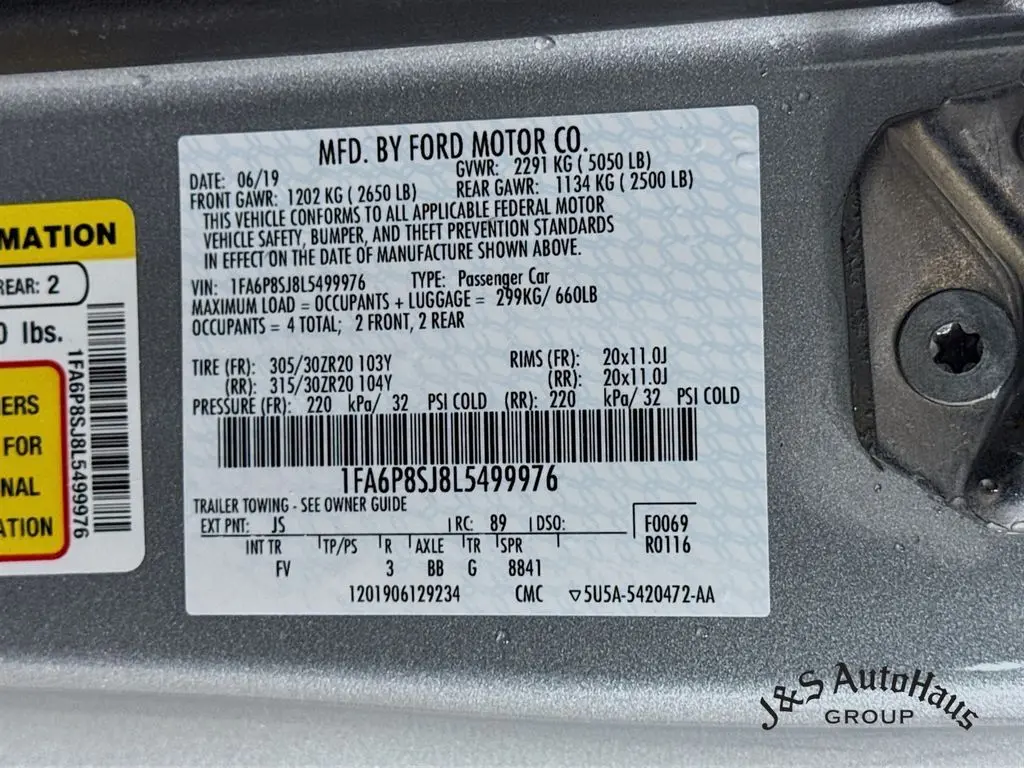 MATION
REAR: 2
0 lbs.
ERS
FOR
NAL
ATION
1FA6P8SJ8L5499976
MFD. BY FORD MOTOR CO.
DATE: 06/19 GVWR: 2291 KG ( 5050 LB)
FRONT GAWR: 1202 KG ( 2650 LB) REAR GAWR: 1134 KG ( 2500 LB)
THIS VEHICLE CONFORMS TO ALL APPLICABLE FEDERAL MOTOR
VEHICLE SAFETY, BUMPER, AND THEFT PREVENTION STANDARDS
IN EFFECT ON THE DATE OF MANUFACTURE SHOWN ABOVE.
VIN: 1FA6P8SJ8L5499976 TYPE: Passenger Car
MAXIMUM LOAD = OCCUPANTS + LUGGAGE = 299KG/ 660LB
OCCUPANTS = 4 TOTAL; 2 FRONT, 2 REAR
TIRE (FR): 305/30ZR20 103Y RIMS (FR): 20x11.0J
(RR): 315/30ZR20 104Y (RR): 20x11.0J
PRESSURE (FR): 220 kPa/ 32 PSI COLD (RR): 220 kPa/ 32 PSI COLD
1FA6P8SJ8L5499976
TRAILER TOWING - SEE OWNER GUIDE
EXT PNT: JS RC: 89 DSO: F0069
INT TR TP/PS R AXLE TR SPR R0116
FV 3 BB G 8841
1201906129234 CMC ▽5U5A-5420472-AA
J&S AutoHaus
GROUP